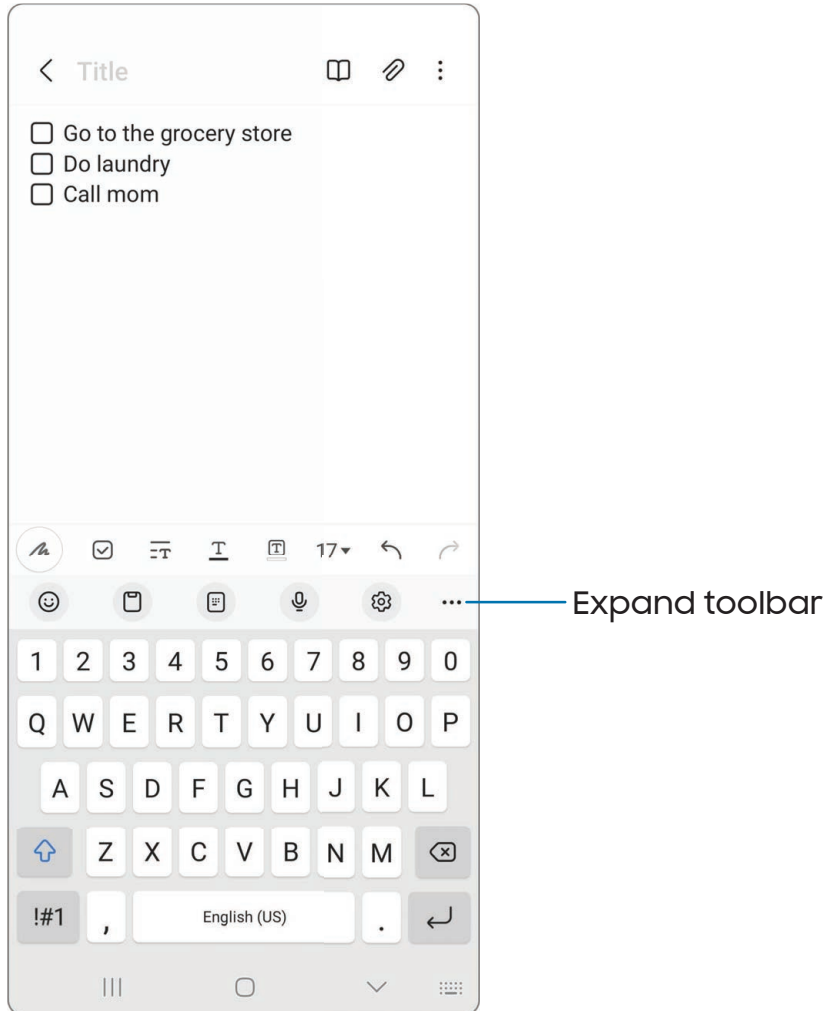 Title
Go to the grocery store
Do laundry
Call mom
T T T 17
Expand toolbar
1 2 3 4 5 6 7 8 9 0
Q W E R T Y U I O P
A S D F G H J K L
Z X C V B N M
!#1 , English (US) .